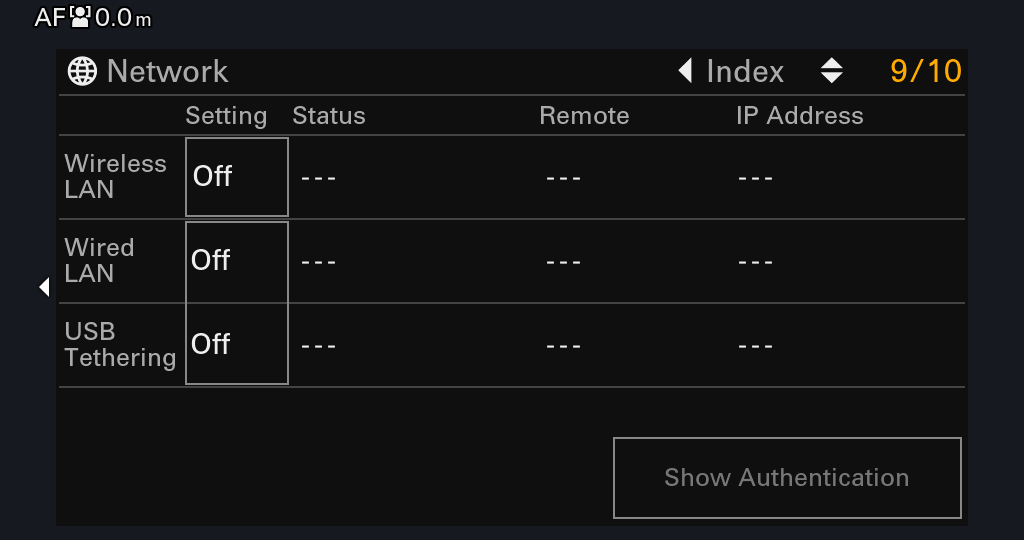 AF 0.0m
Network Index 9/10
Setting Status Remote IP Address
Wireless
LAN
Off --- --- ---
Wired
LAN
Off --- --- ---
USB
Tethering
Off --- --- ---
Show Authentication